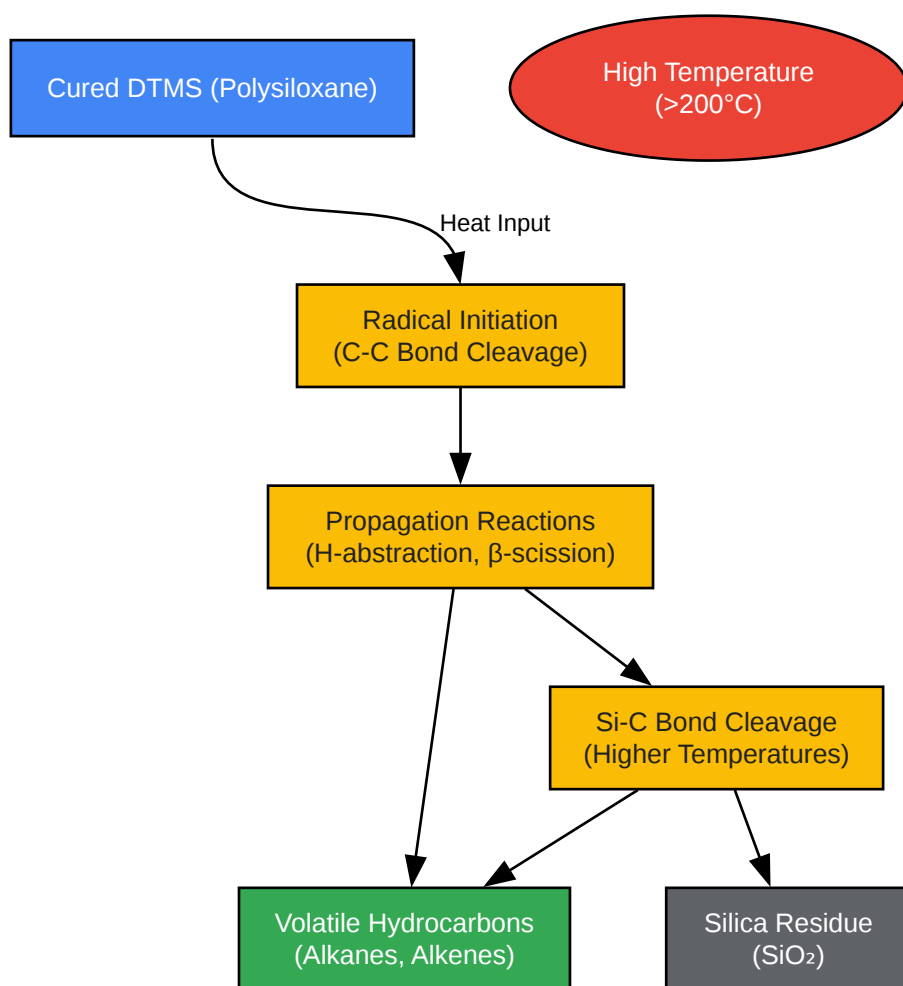 Cured DTMS (Polysiloxane)
High Temperature
(>200°C)
Heat Input
Radical Initiation
(C-C Bond Cleavage)
Propagation Reactions
(H-abstraction, β-scission)
Si-C Bond Cleavage
(Higher Temperatures)
Volatile Hydrocarbons
(Alkanes, Alkenes)
Silica Residue
(SiO₂)